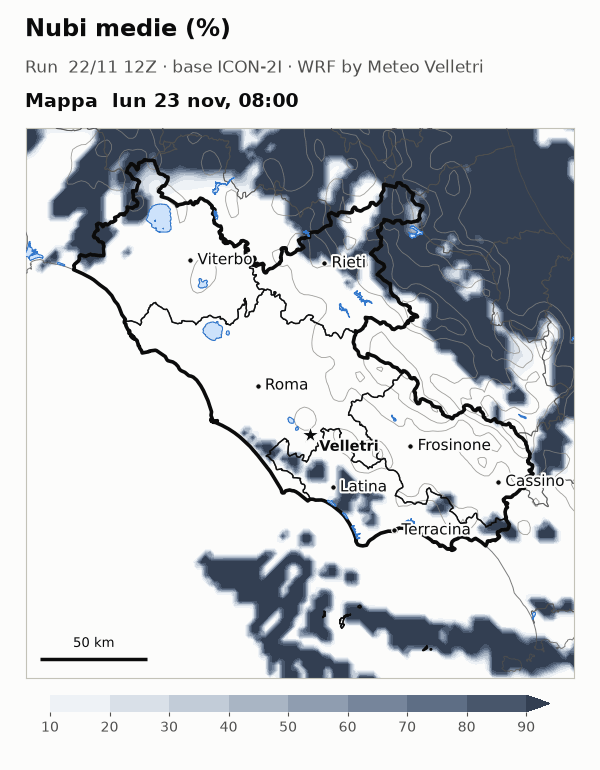 Nubi medie (%)
Run  22/11 12Z · base ICON-2I · WRF by Meteo Velletri
Mappa  lun 23 nov, 08:00
Viterbo
Rieti
Roma
Velletri
Frosinone
Latina
Cassino
Terracina
50 km
10 20 30 40 50 60 70 80 90